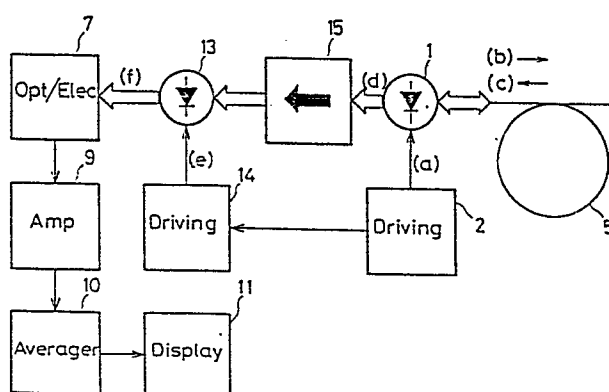 7
13
15
1
(b)
(c)
Opt/Elec
(f)
(d)
(e)
(a)
9
14
2
5
Amp
Driving
Driving
10
11
Averager
Display